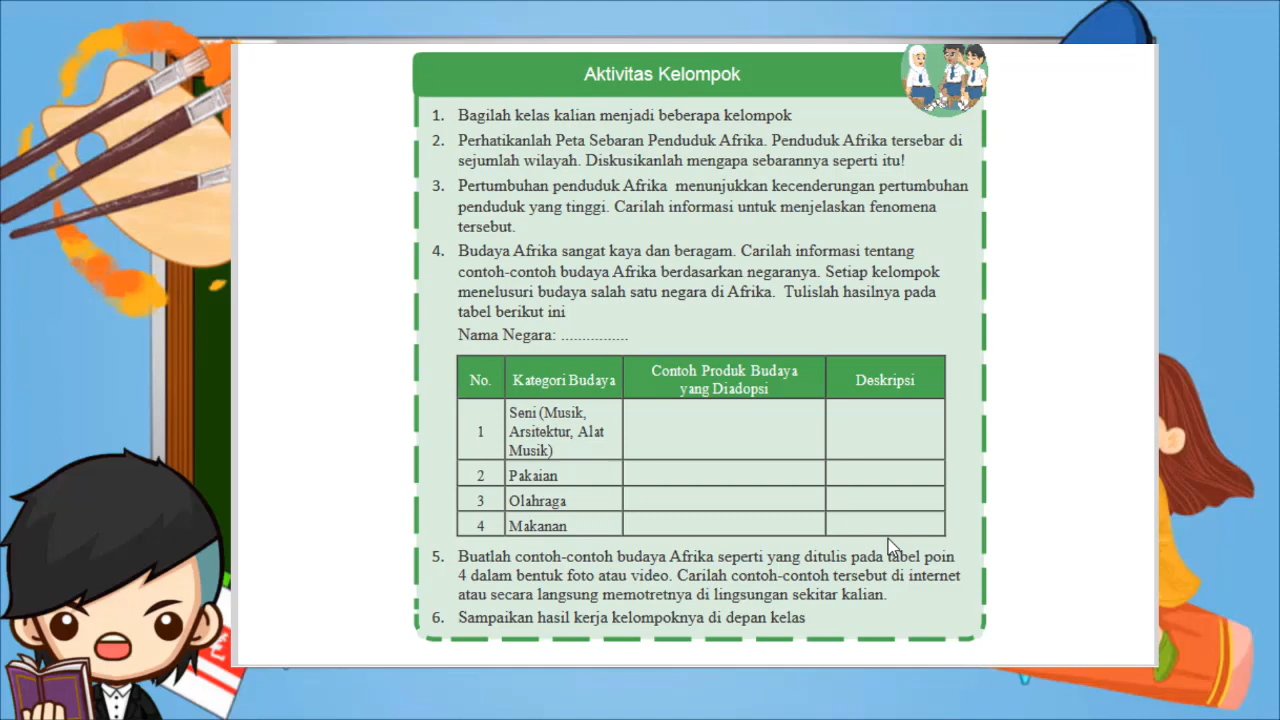 Aktivitas Kelompok
1. Bagilah kelas kalian menjadi beberapa kelompok
2. Perhatikanlah Peta Sebaran Penduduk Afrika. Penduduk Afrika tersebar di
sejumlah wilayah. Diskusikanlah mengapa sebarannya seperti itu!
3. Pertumbuhan penduduk Afrika menunjukkan kecenderungan pertumbuhan
penduduk yang tinggi. Carilah informasi untuk menjelaskan fenomena
tersebut.
4. Budaya Afrika sangat kaya dan beragam. Carilah informasi tentang
contoh-contoh budaya Afrika berdasarkan negaranya. Setiap kelompok
menelusuri budaya salah satu negara di Afrika. Tulislah hasilnya pada
tabel berikut ini
Nama Negara: ................
No. Kategori Budaya Contoh Produk Budaya yang Diadopsi Deskripsi
1 Seni (Musik,
Arsitektur, Alat
Musik)
2 Pakaian
3 Olahraga
4 Makanan
5. Buatlah contoh-contoh budaya Afrika seperti yang ditulis pada tabel poin
4 dalam bentuk foto atau video. Carilah contoh-contoh tersebut di internet
atau secara langsung memotretnya di lingsungan sekitar kalian.
6. Sampaikan hasil kerja kelompoknya di depan kelas